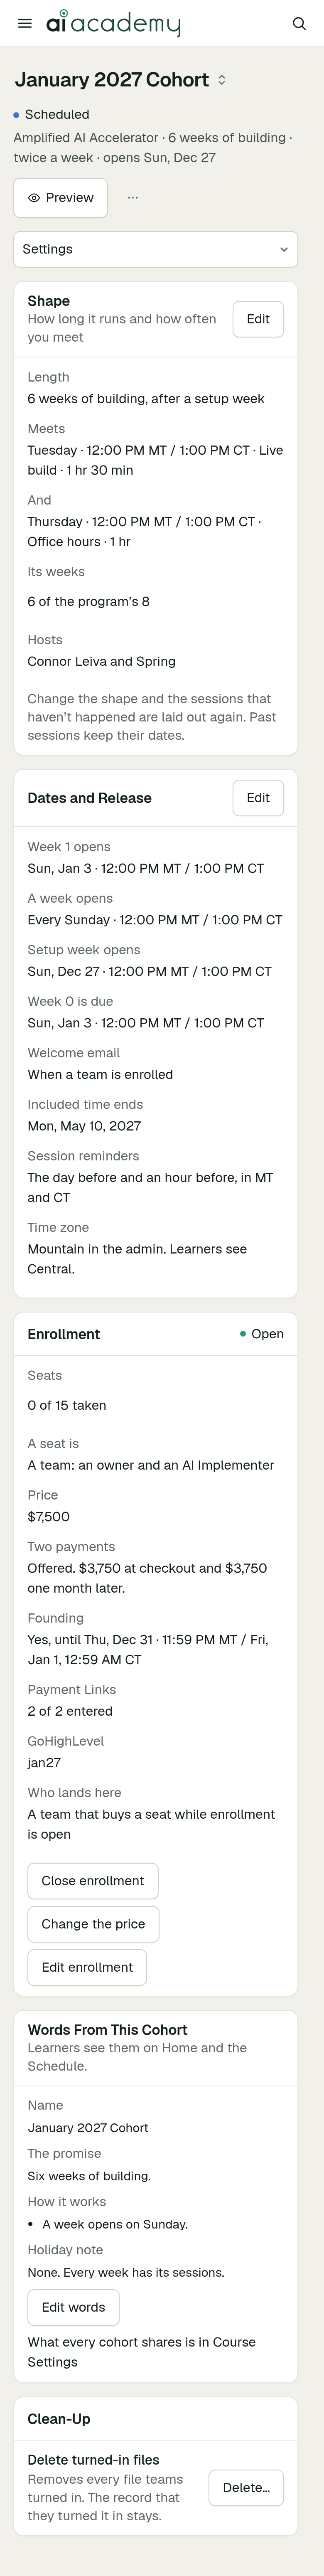 ai academy
January 2027 Cohort
Scheduled
Amplified AI Accelerator · 6 weeks of building ·
twice a week · opens Sun, Dec 27
Preview
···
Settings
Shape
How long it runs and how often
you meet
Edit
Length
6 weeks of building, after a setup week
Meets
Tuesday · 12:00 PM MT / 1:00 PM CT · Live
build · 1 hr 30 min
And
Thursday · 12:00 PM MT / 1:00 PM CT ·
Office hours · 1 hr
Its weeks
6 of the program's 8
Hosts
Connor Leiva and Spring
Change the shape and the sessions that
haven't happened are laid out again. Past
sessions keep their dates.
Dates and Release
Edit
Week 1 opens
Sun, Jan 3 · 12:00 PM MT / 1:00 PM CT
A week opens
Every Sunday · 12:00 PM MT / 1:00 PM CT
Setup week opens
Sun, Dec 27 · 12:00 PM MT / 1:00 PM CT
Week 0 is due
Sun, Jan 3 · 12:00 PM MT / 1:00 PM CT
Welcome email
When a team is enrolled
Included time ends
Mon, May 10, 2027
Session reminders
The day before and an hour before, in MT
and CT
Time zone
Mountain in the admin. Learners see
Central.
Enrollment
Open
Seats
0 of 15 taken
A seat is
A team: an owner and an AI Implementer
Price
$7,500
Two payments
Offered. $3,750 at checkout and $3,750
one month later.
Founding
Yes, until Thu, Dec 31 · 11:59 PM MT / Fri,
Jan 1, 12:59 AM CT
Payment Links
2 of 2 entered
GoHighLevel
jan27
Who lands here
A team that buys a seat while enrollment
is open
Close enrollment
Change the price
Edit enrollment
Words From This Cohort
Learners see them on Home and the
Schedule.
Name
January 2027 Cohort
The promise
Six weeks of building.
How it works
• A week opens on Sunday.
Holiday note
None. Every week has its sessions.
Edit words
What every cohort shares is in Course
Settings
Clean-Up
Delete turned-in files
Removes every file teams
turned in. The record that
they turned it in stays.
Delete…